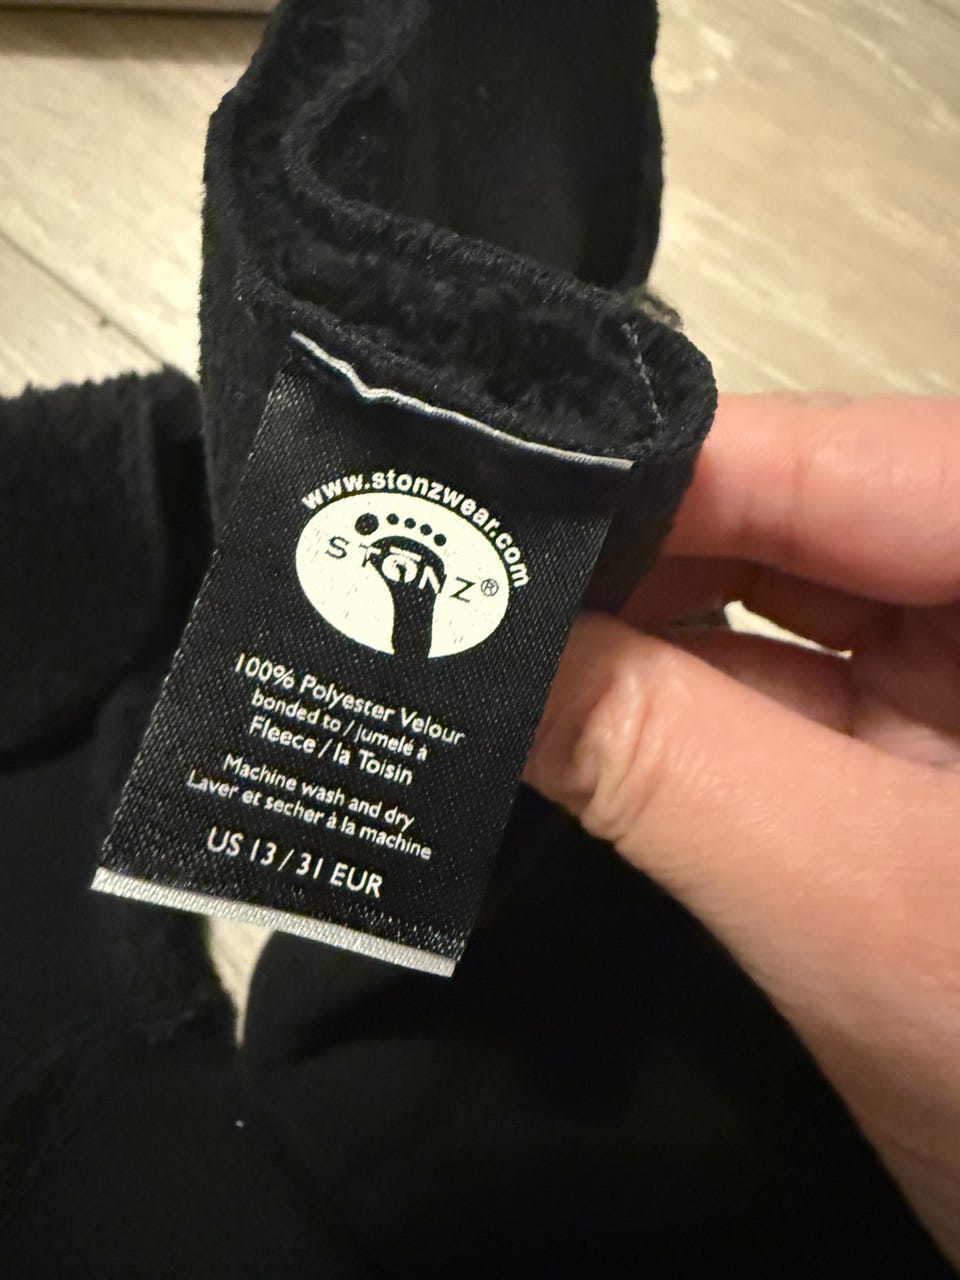 www.stonzwear.com
STŌNZ®
100% Polyester Velour
bonded to / jumelé à
Fleece / la Toisin
Machine wash and dry
Laver et secher à la machine
US 13 / 31 EUR